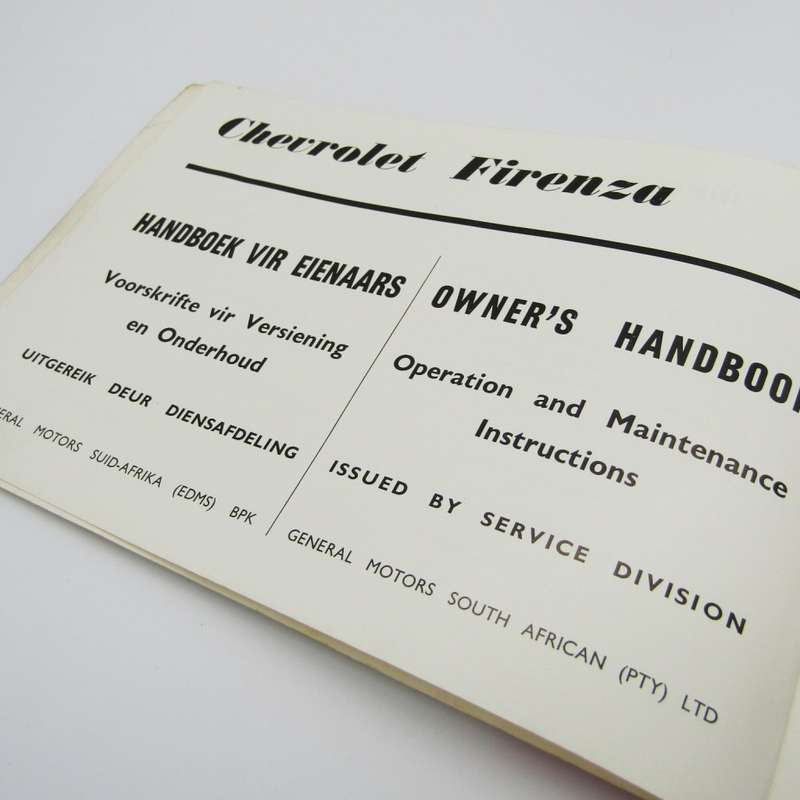 Chevrolet Firenza
HANDBOEK VIR EIENAARS
Voorskrifte vir Versiening
en Onderhoud
UITGEREIK DEUR DIENSAFDELING
MOTORS SUID-AFRIKA (EDMS) BPK
OWNER'S HANDBOOK
Operation and Maintenance
Instructions
ISSUED BY SERVICE DIVISION
GENERAL MOTORS SOUTH AFRICAN (PTY) LTD